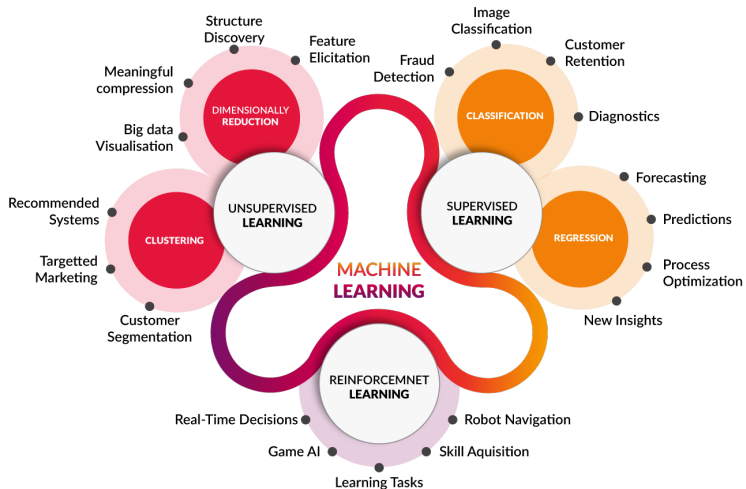 Structure
Discovery
Feature
Elicitation
Meaningful
compression
Big data
Visualisation
DIMENSIONALLY
REDUCTION
Recommended
Systems
Targetted
Marketing
Customer
Segmentation
CLUSTERING
UNSUPERVISED
LEARNING
Image
Classification
Fraud
Detection
Customer
Retention
Diagnostics
CLASSIFICATION
SUPERVISED
LEARNING
Forecasting
Predictions
Process
Optimization
New Insights
REGRESSION
MACHINE
LEARNING
REINFORCEMNET
LEARNING
Real-Time Decisions
Game AI
Learning Tasks
Skill Aquisition
Robot Navigation